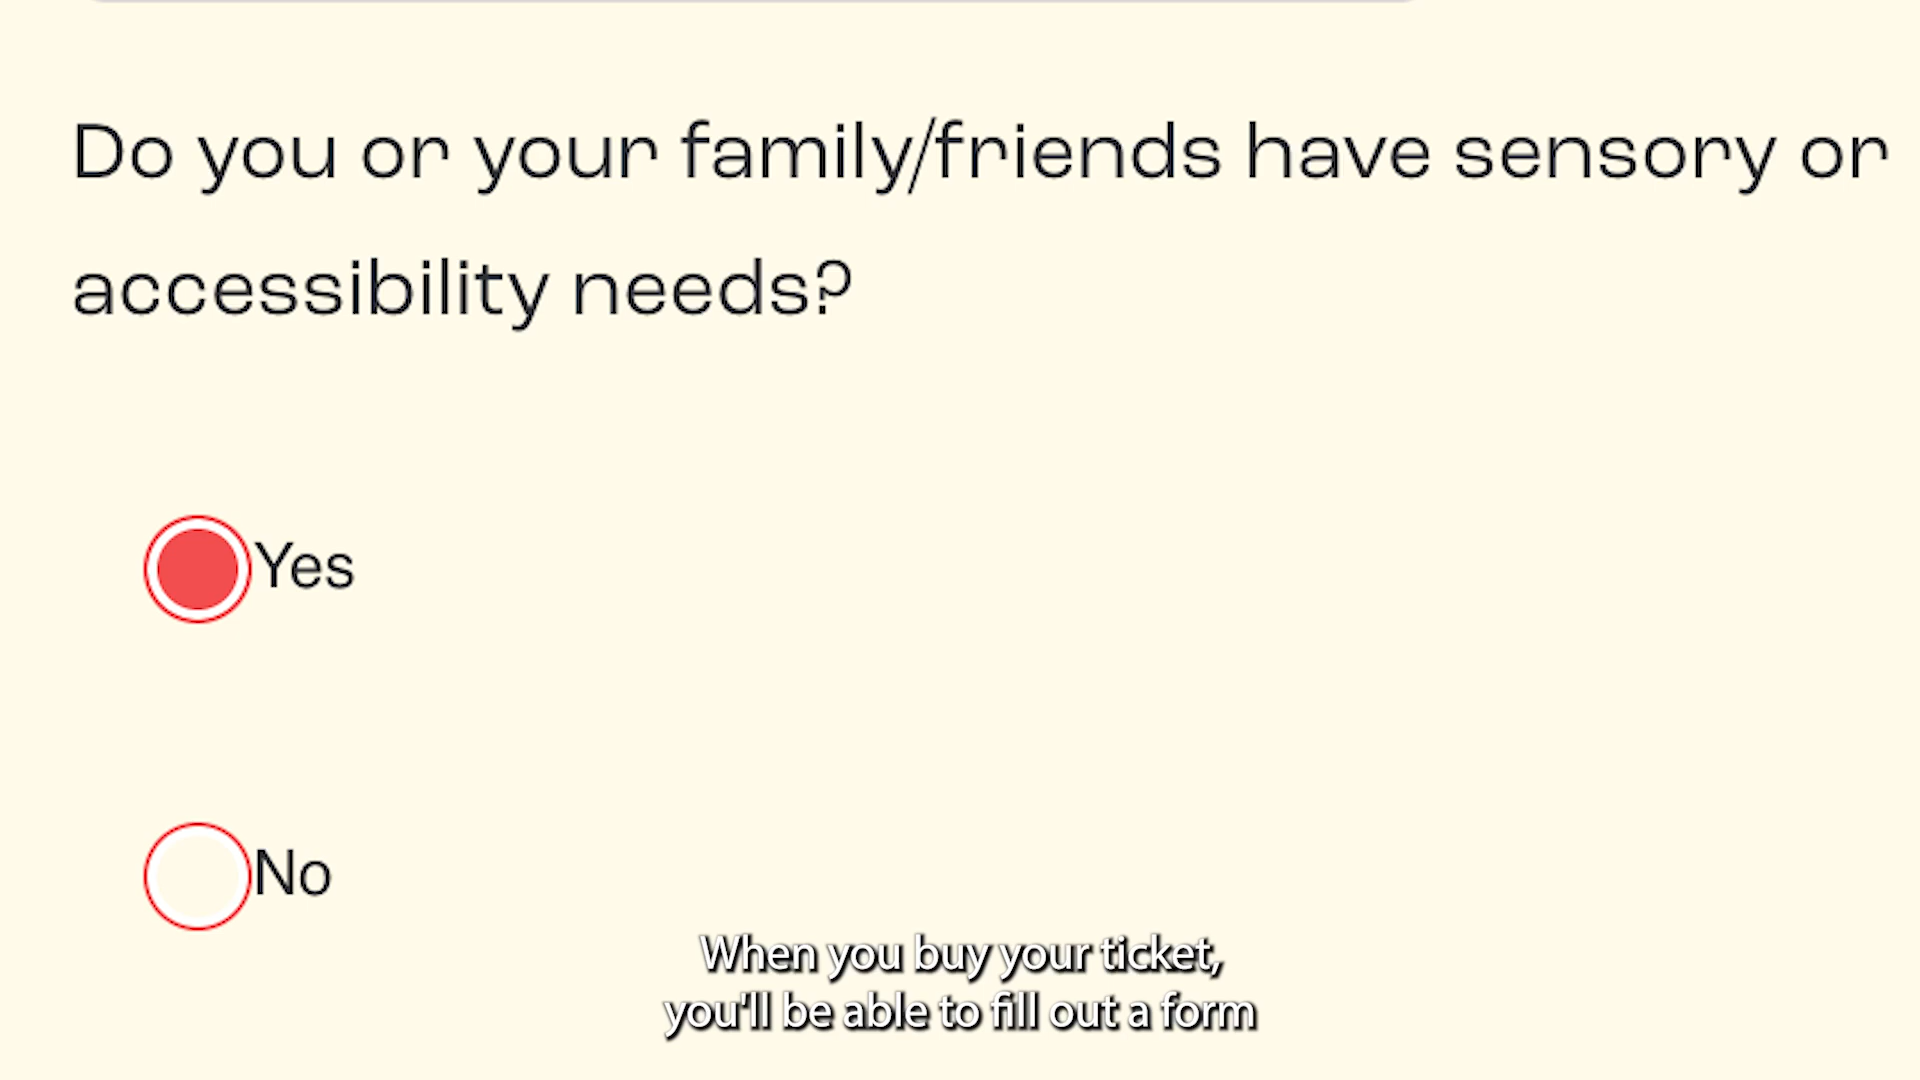 Do you or your family/friends have sensory or
accessibility needs?
Yes
No
When you buy your ticket,
you'll be able to fill out a form